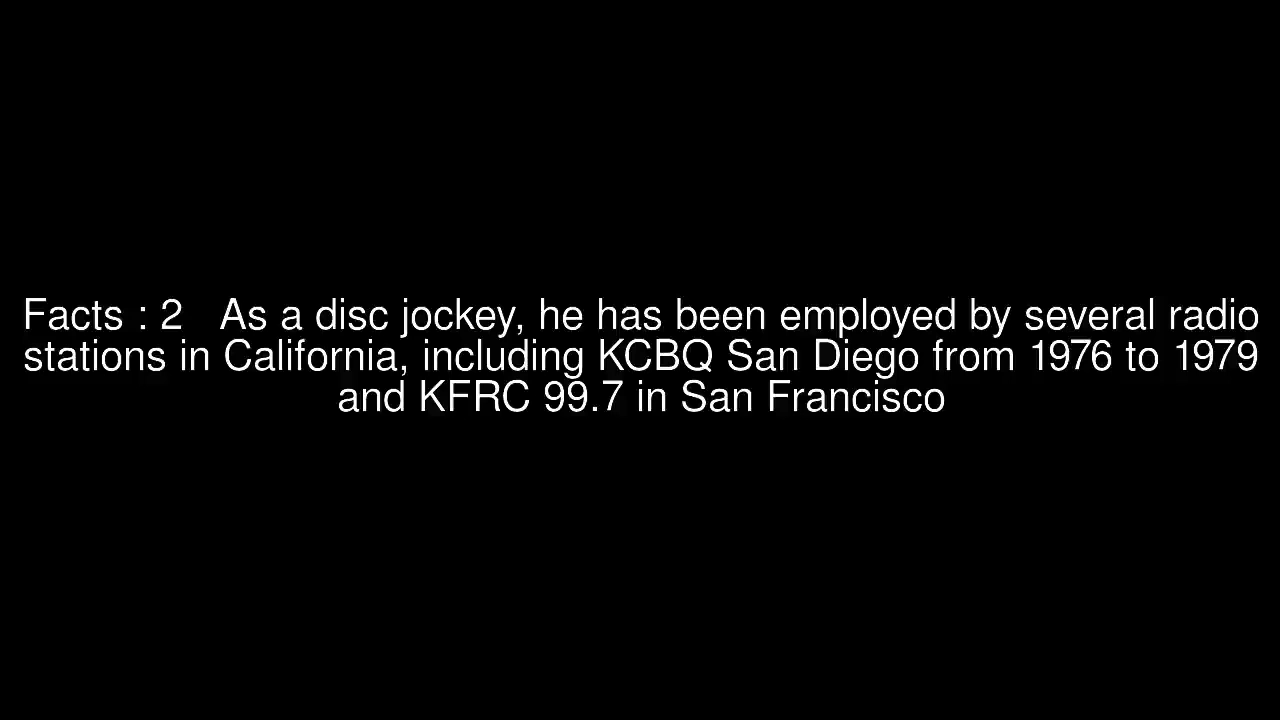 Facts : 2   As a disc jockey, he has been employed by several radio
stations in California, including KCBQ San Diego from 1976 to 1979
and KFRC 99.7 in San Francisco